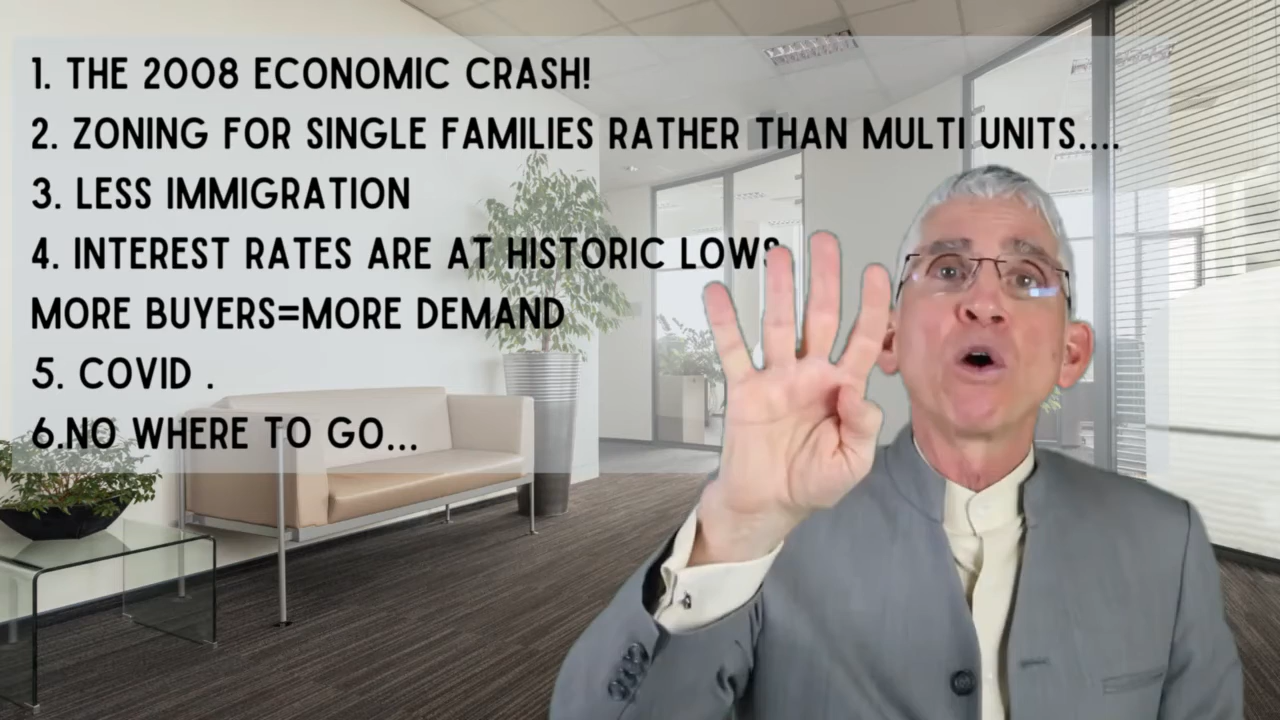 1. THE 2008 ECONOMIC CRASH!
2. ZONING FOR SINGLE FAMILIES RATHER THAN MULTI UNITS....
3. LESS IMMIGRATION
4. INTEREST RATES ARE AT HISTORIC LOWS
MORE BUYERS=MORE DEMAND
5. COVID .
6.NO WHERE TO GO...